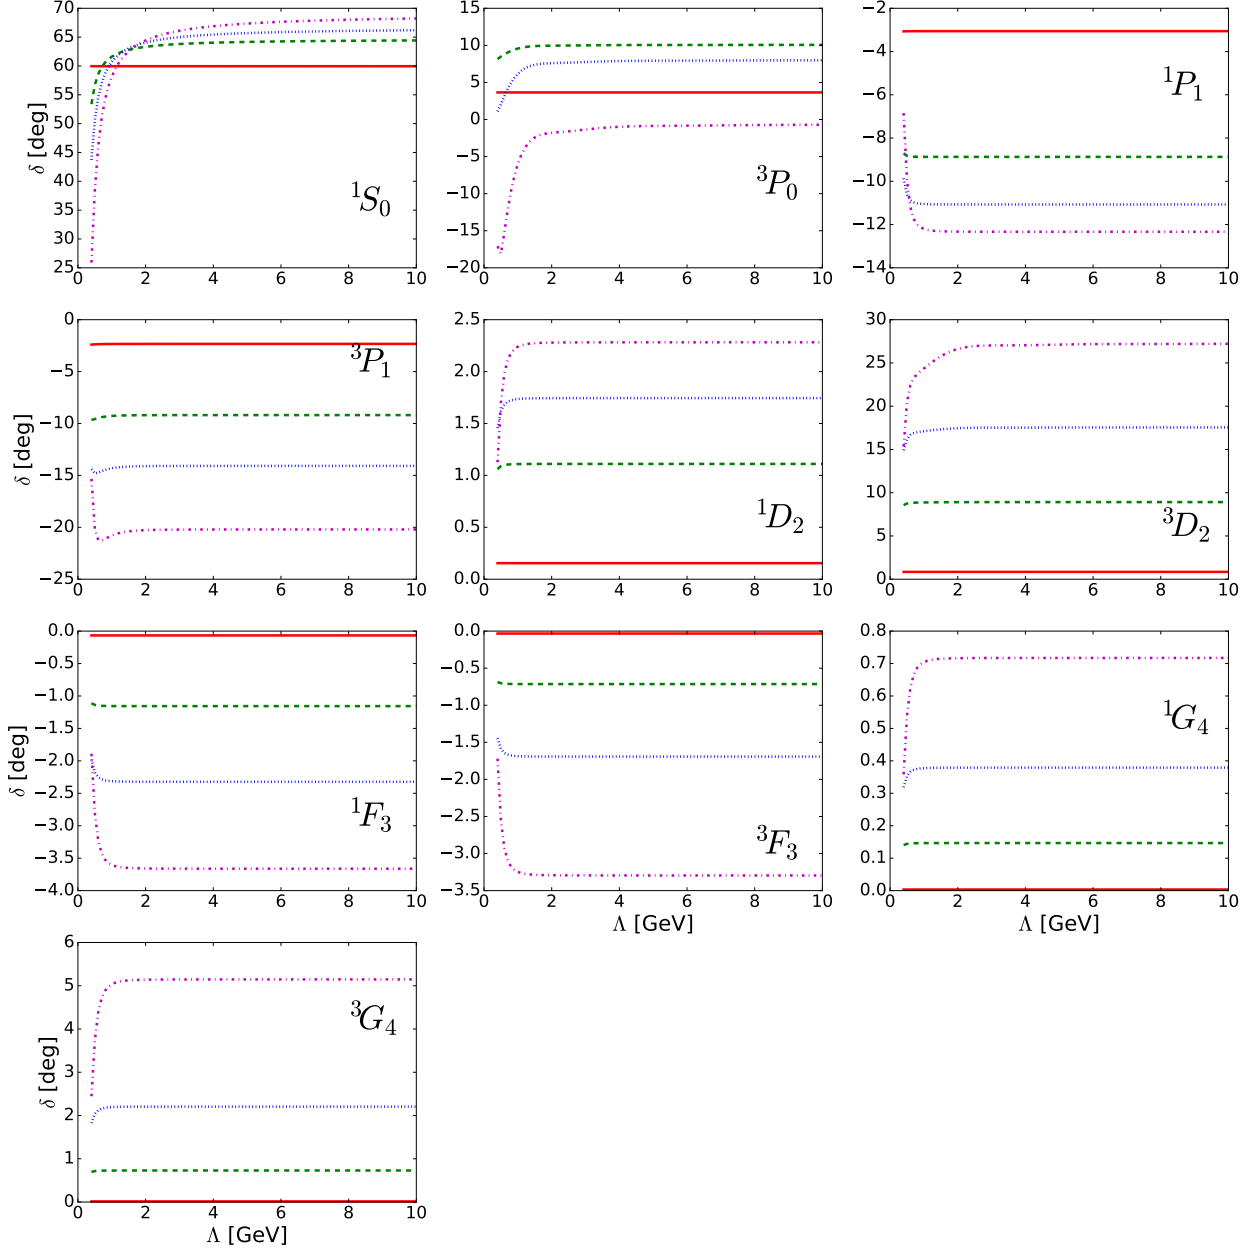 70
65
60
55
50
45
40
35
30
25
0 2 4 6 8 10
δ [deg]
¹S₀
15
10
5
0
−5
−10
−15
−20
0 2 4 6 8 10
³P₀
−2
−4
−6
−8
−10
−12
−14
0 2 4 6 8 10
¹P₁
0
−5
−10
−15
−20
−25
0 2 4 6 8 10
δ [deg]
³P₁
2.5
2.0
1.5
1.0
0.5
0.0
0 2 4 6 8 10
¹D₂
30
25
20
15
10
5
0
0 2 4 6 8 10
³D₂
0.0
−0.5
−1.0
−1.5
−2.0
−2.5
−3.0
−3.5
−4.0
0 2 4 6 8 10
δ [deg]
¹F₃
0.0
−0.5
−1.0
−1.5
−2.0
−2.5
−3.0
−3.5
0 2 4 6 8 10
³F₃
Λ [GeV]
0.8
0.7
0.6
0.5
0.4
0.3
0.2
0.1
0.0
0 2 4 6 8 10
¹G₄
Λ [GeV]
6
5
4
3
2
1
0
0 2 4 6 8 10
δ [deg]
³G₄
Λ [GeV]